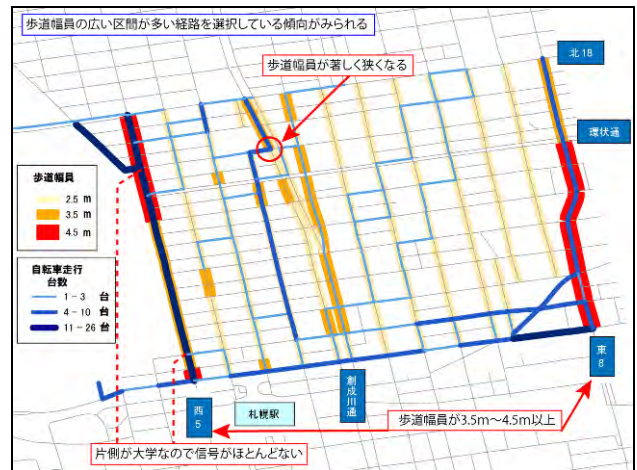 歩道幅員の広い区間が多い経路を選択している傾向がみられる
歩道幅員が著しく狭くなる
北18
環状通
歩道幅員
2.5 m
3.5 m
4.5 m
自転車走行
台数
1－3 台
4－10 台
11－26 台
西
5
札幌駅
創成川通
東
8
歩道幅員が3.5m～4.5m以上
片側が大学なので信号がほとんどない